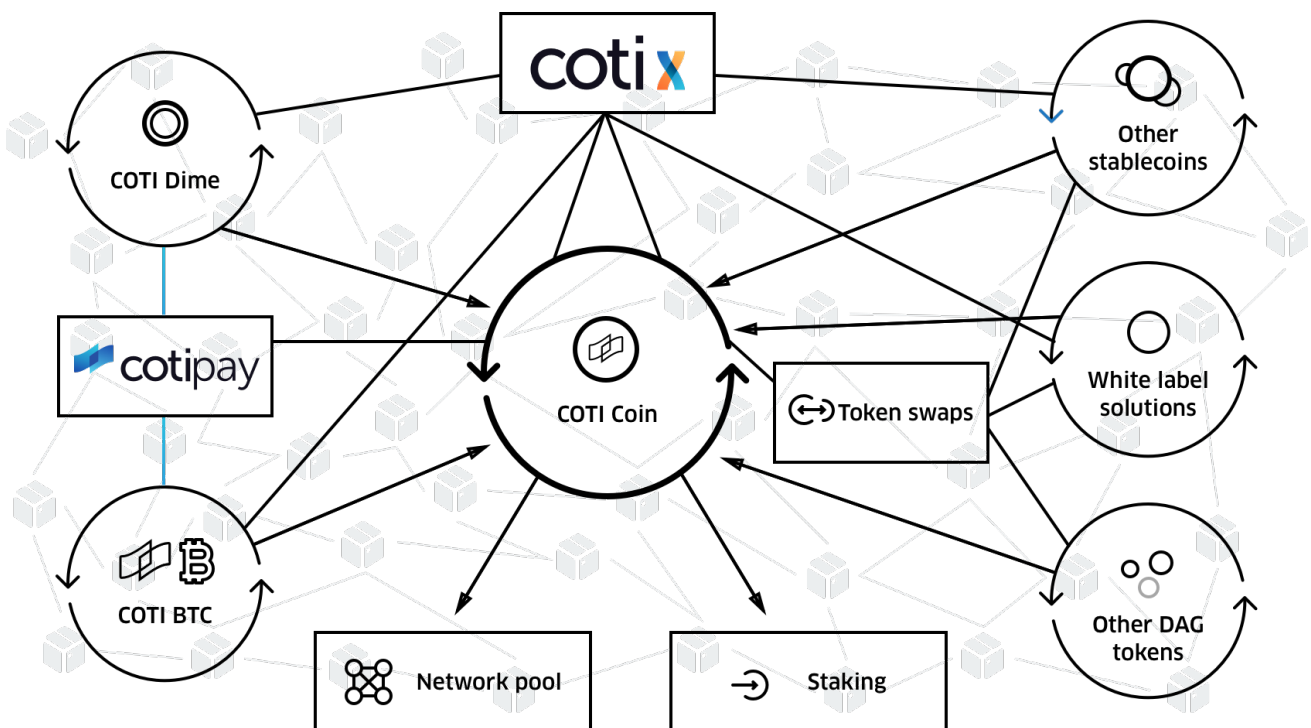 coti x
COTI Dime
Other
stablecoins
cotipay
COTI Coin
Token swaps
White label
solutions
COTI BTC
Network pool
Staking
Other DAG
tokens